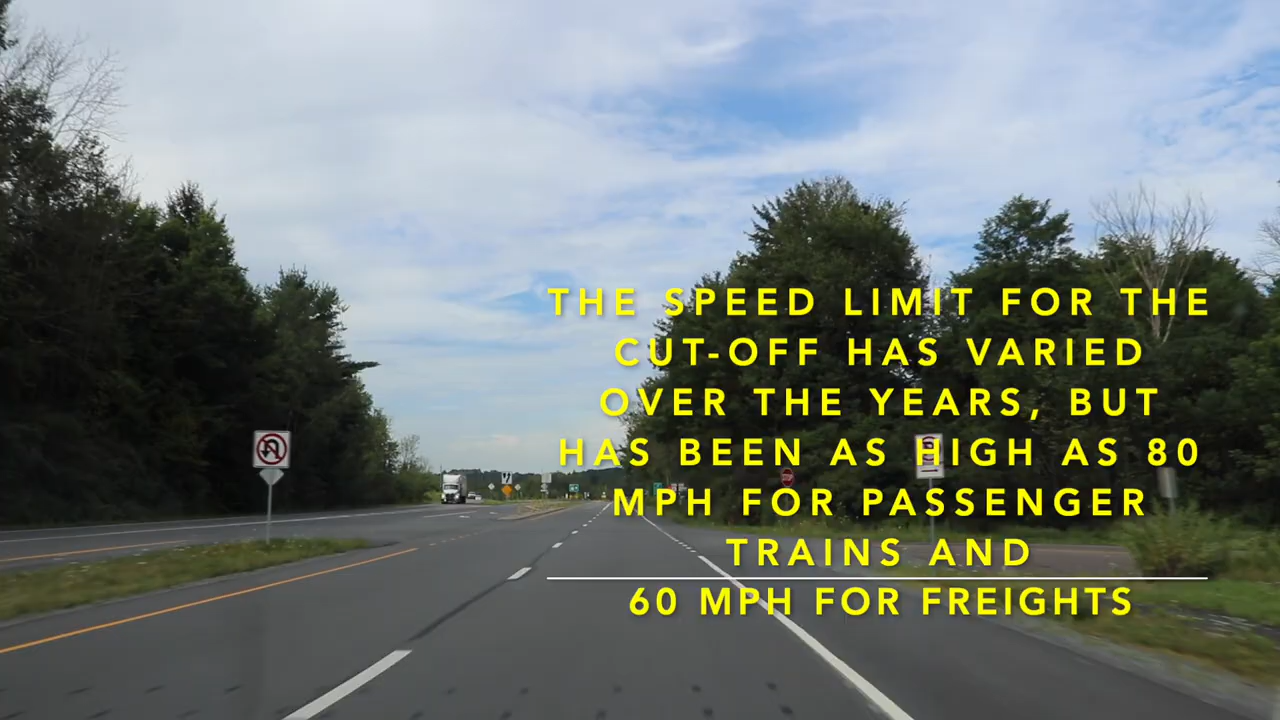 THE SPEED LIMIT FOR THE
CUT-OFF HAS VARIED
OVER THE YEARS, BUT
HAS BEEN AS HIGH AS 80
MPH FOR PASSENGER
TRAINS AND
60 MPH FOR FREIGHTS